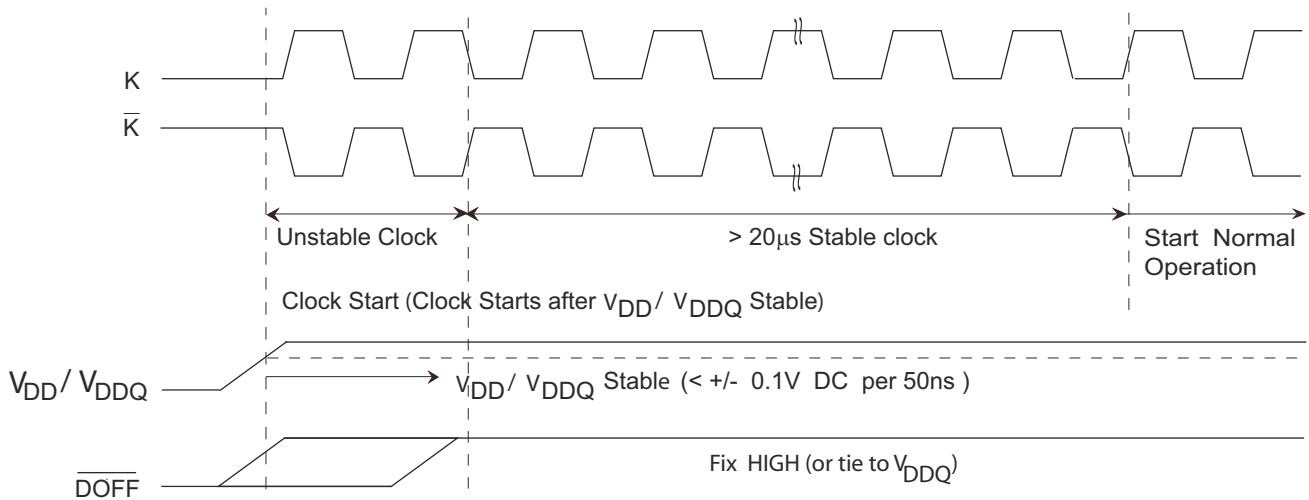 K
K̅
Unstable Clock
> 20μs Stable clock
Start Normal
Operation
Clock Start (Clock Starts after VDD / VDDQ Stable)
VDD / VDDQ
VDD / VDDQ Stable (< +/- 0.1V DC per 50ns )
DOFF
Fix HIGH (or tie to VDDQ)